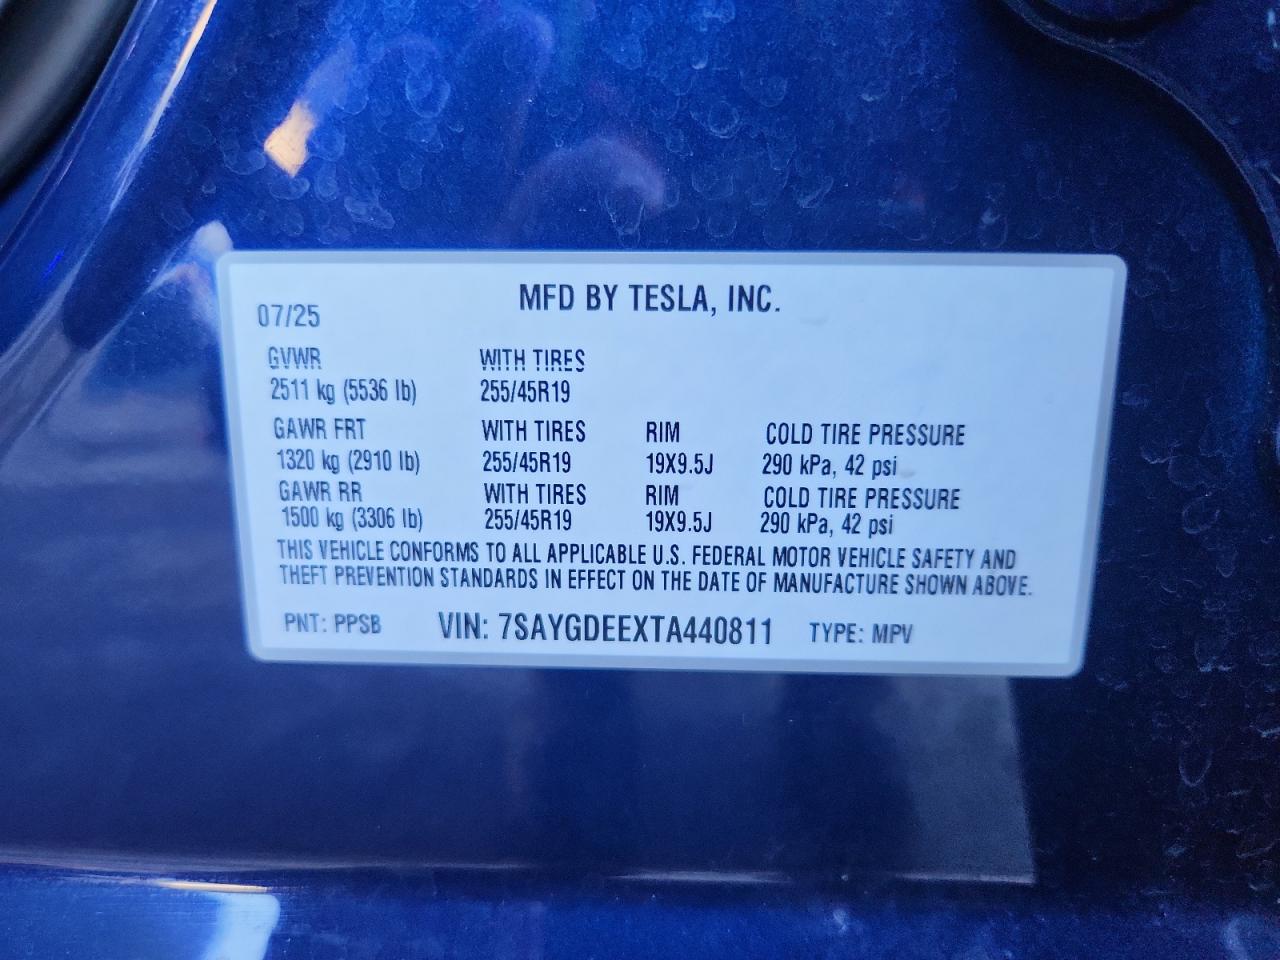 MFD BY TESLA, INC.
07/25
GVWR WITH TIRES
2511 kg (5536 lb) 255/45R19
GAWR FRT WITH TIRES RIM COLD TIRE PRESSURE
1320 kg (2910 lb) 255/45R19 19X9.5J 290 kPa, 42 psi
GAWR RR WITH TIRES RIM COLD TIRE PRESSURE
1500 kg (3306 lb) 255/45R19 19X9.5J 290 kPa, 42 psi
THIS VEHICLE CONFORMS TO ALL APPLICABLE U.S. FEDERAL MOTOR VEHICLE SAFETY AND
THEFT PREVENTION STANDARDS IN EFFECT ON THE DATE OF MANUFACTURE SHOWN ABOVE.
PNT: PPSB VIN: 7SAYGDEEXTA440811 TYPE: MPV